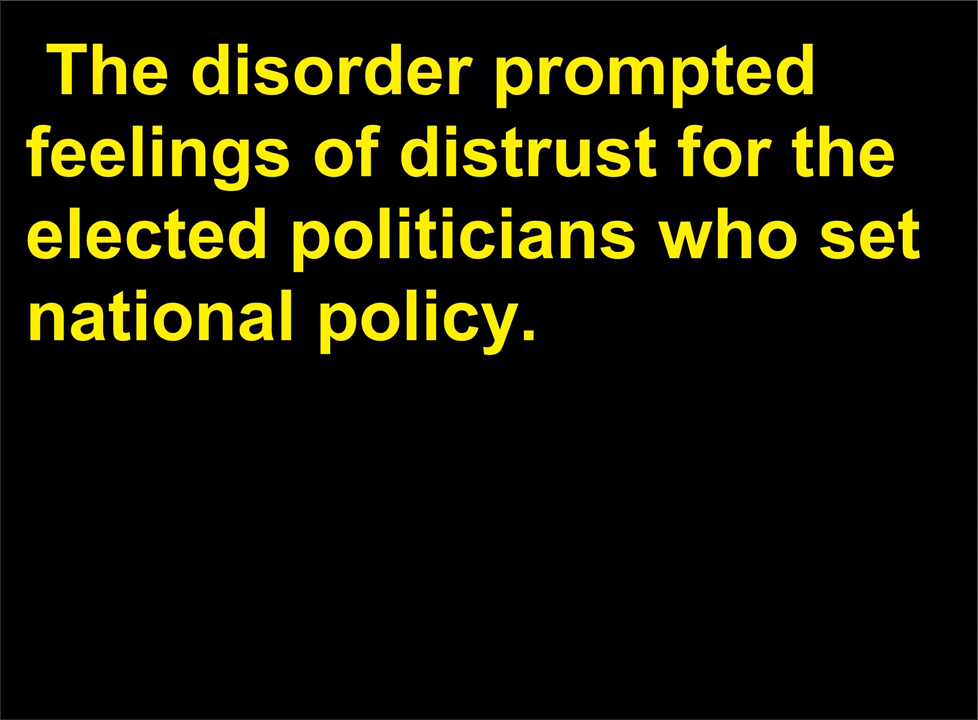 The disorder prompted
feelings of distrust for the
elected politicians who set
national policy.